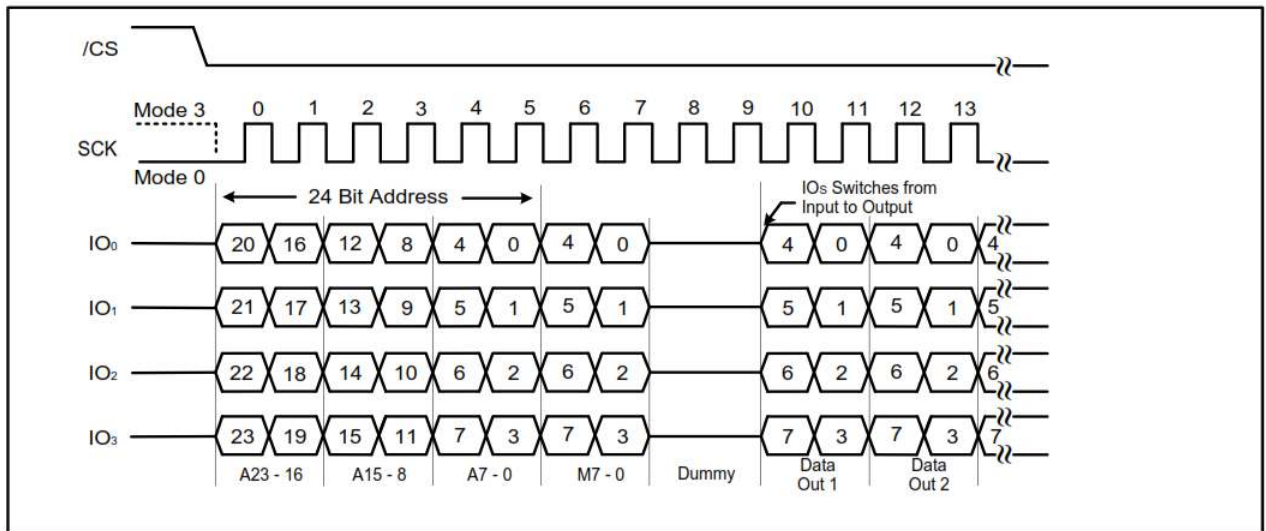 /CS
Mode 3 0 1 2 3 4 5 6 7 8 9 10 11 12 13
SCK
Mode 0
24 Bit Address
IOs Switches from
Input to Output
IO0 20 16 12 8 4 0 4 0 4 0 4 0 4
IO1 21 17 13 9 5 1 5 1 5 1 5 1 5
IO2 22 18 14 10 6 2 6 2 6 2 6 2 6
IO3 23 19 15 11 7 3 7 3 7 3 7 3 7
A23 - 16 A15 - 8 A7 - 0 M7 - 0 Dummy Data Data
Out 1 Out 2